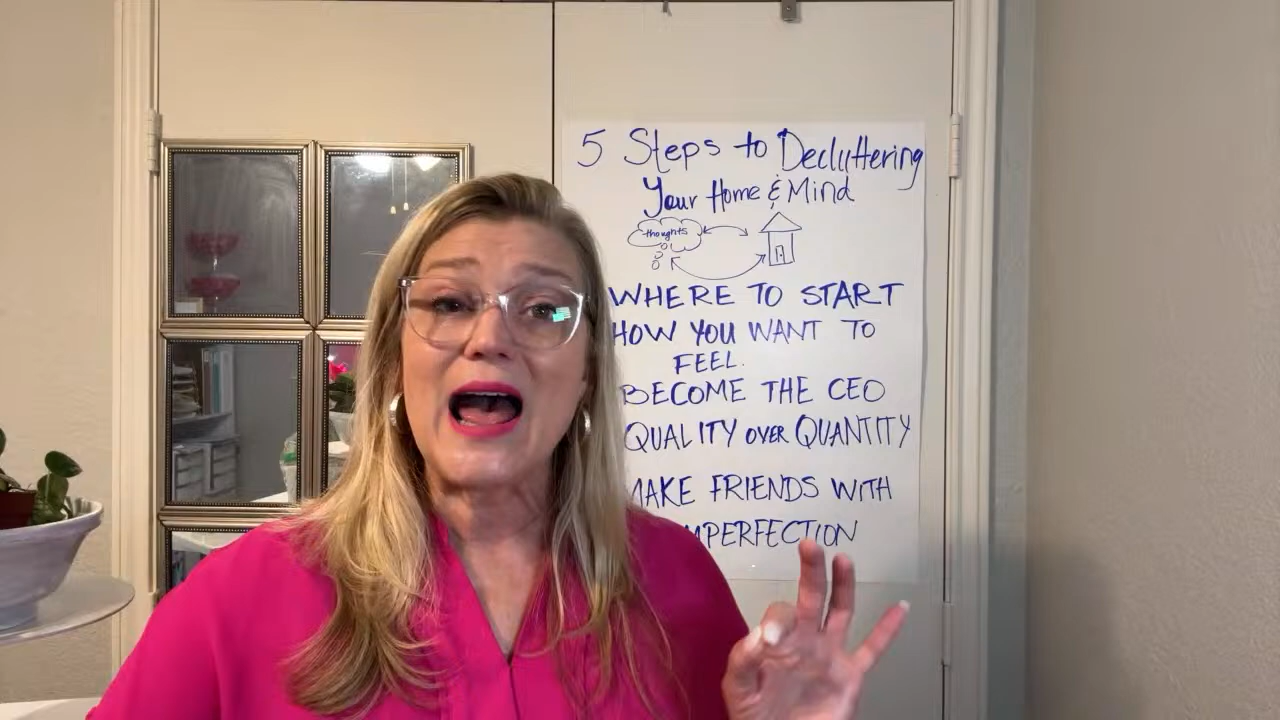 5 Steps to Decluttering
Your Home & Mind
thoughts
WHERE TO START
HOW YOU WANT TO
FEEL.
BECOME THE CEO
QUALITY OVER QUANTITY
MAKE FRIENDS WITH
IMPERFECTION